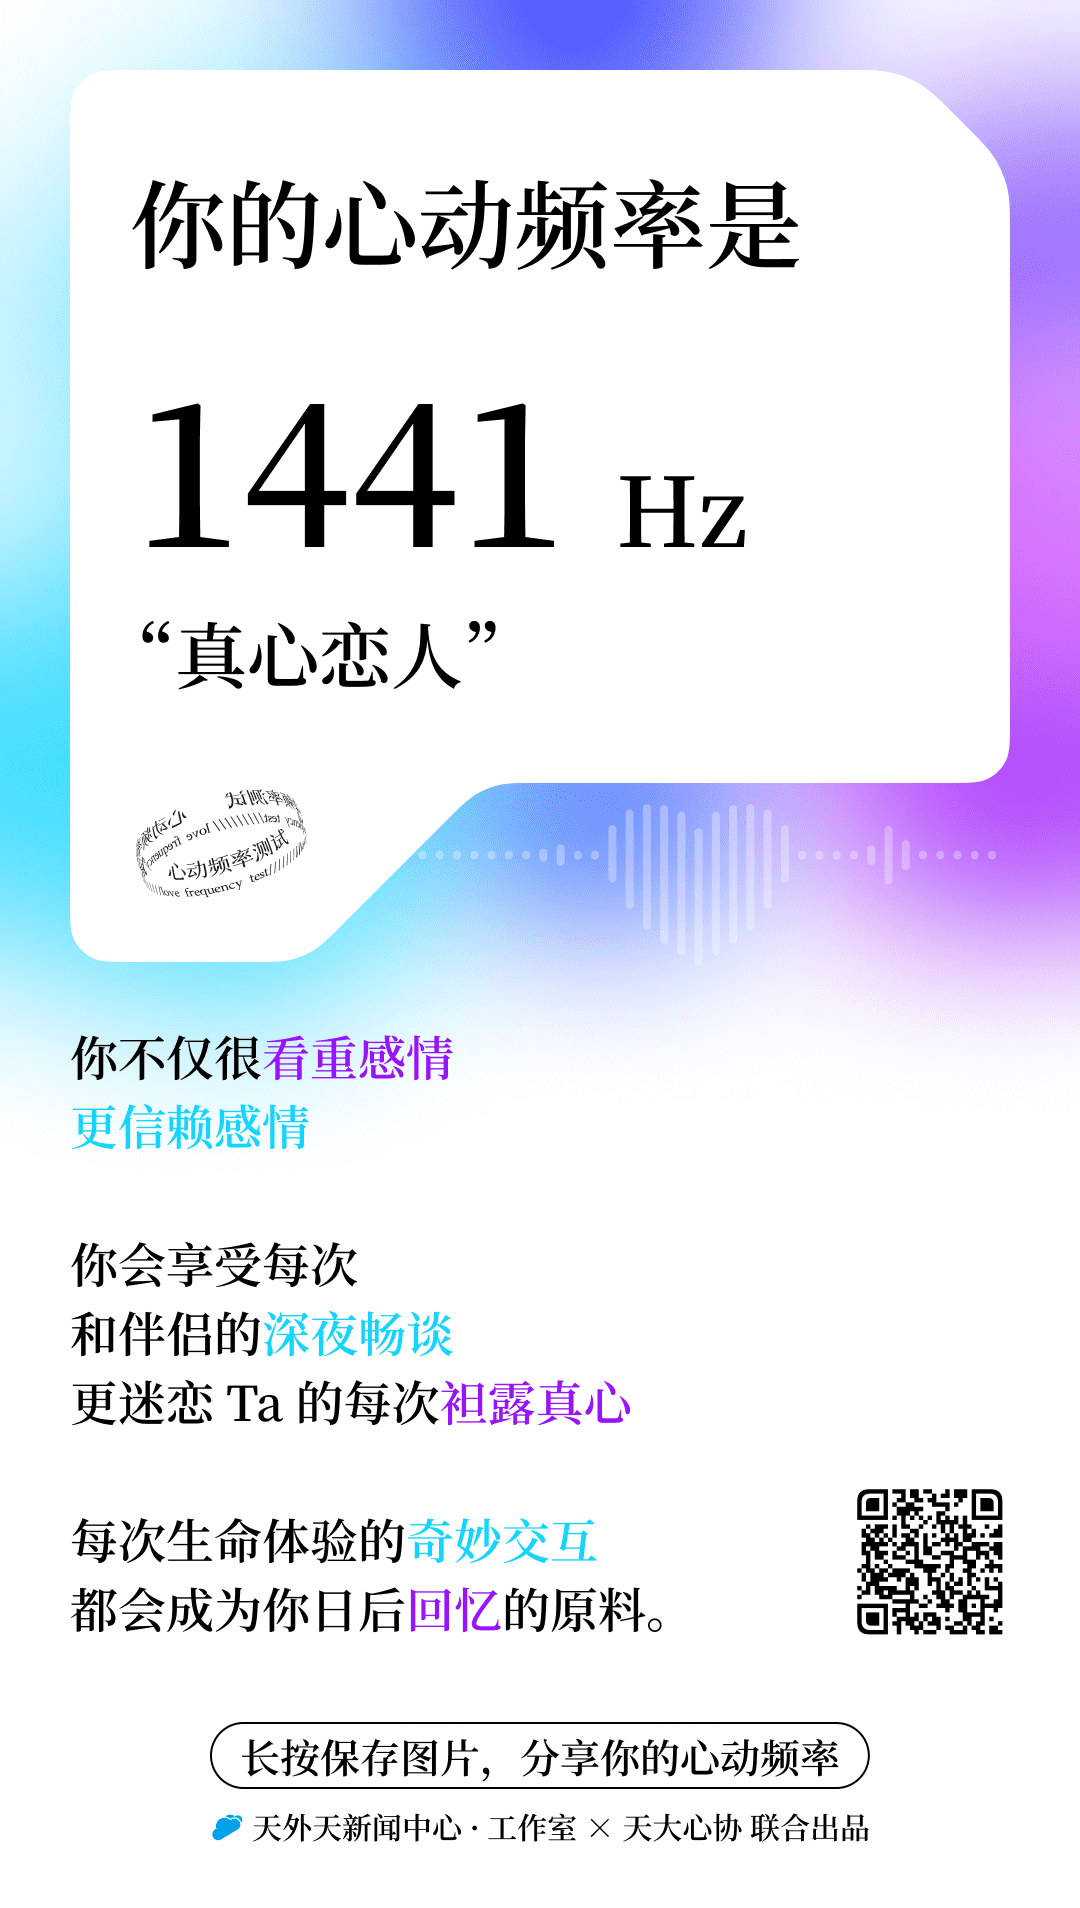 你的心动频率是
1441 Hz
“真心恋人”
心动频率测试
love frequency test
你不仅很看重感情
更信赖感情
你会享受每次
和伴侣的深夜畅谈
更迷恋 Ta 的每次袒露真心
每次生命体验的奇妙交互
都会成为你日后回忆的原料。
长按保存图片，分享你的心动频率
天外天新闻中心 · 工作室 × 天大心协 联合出品